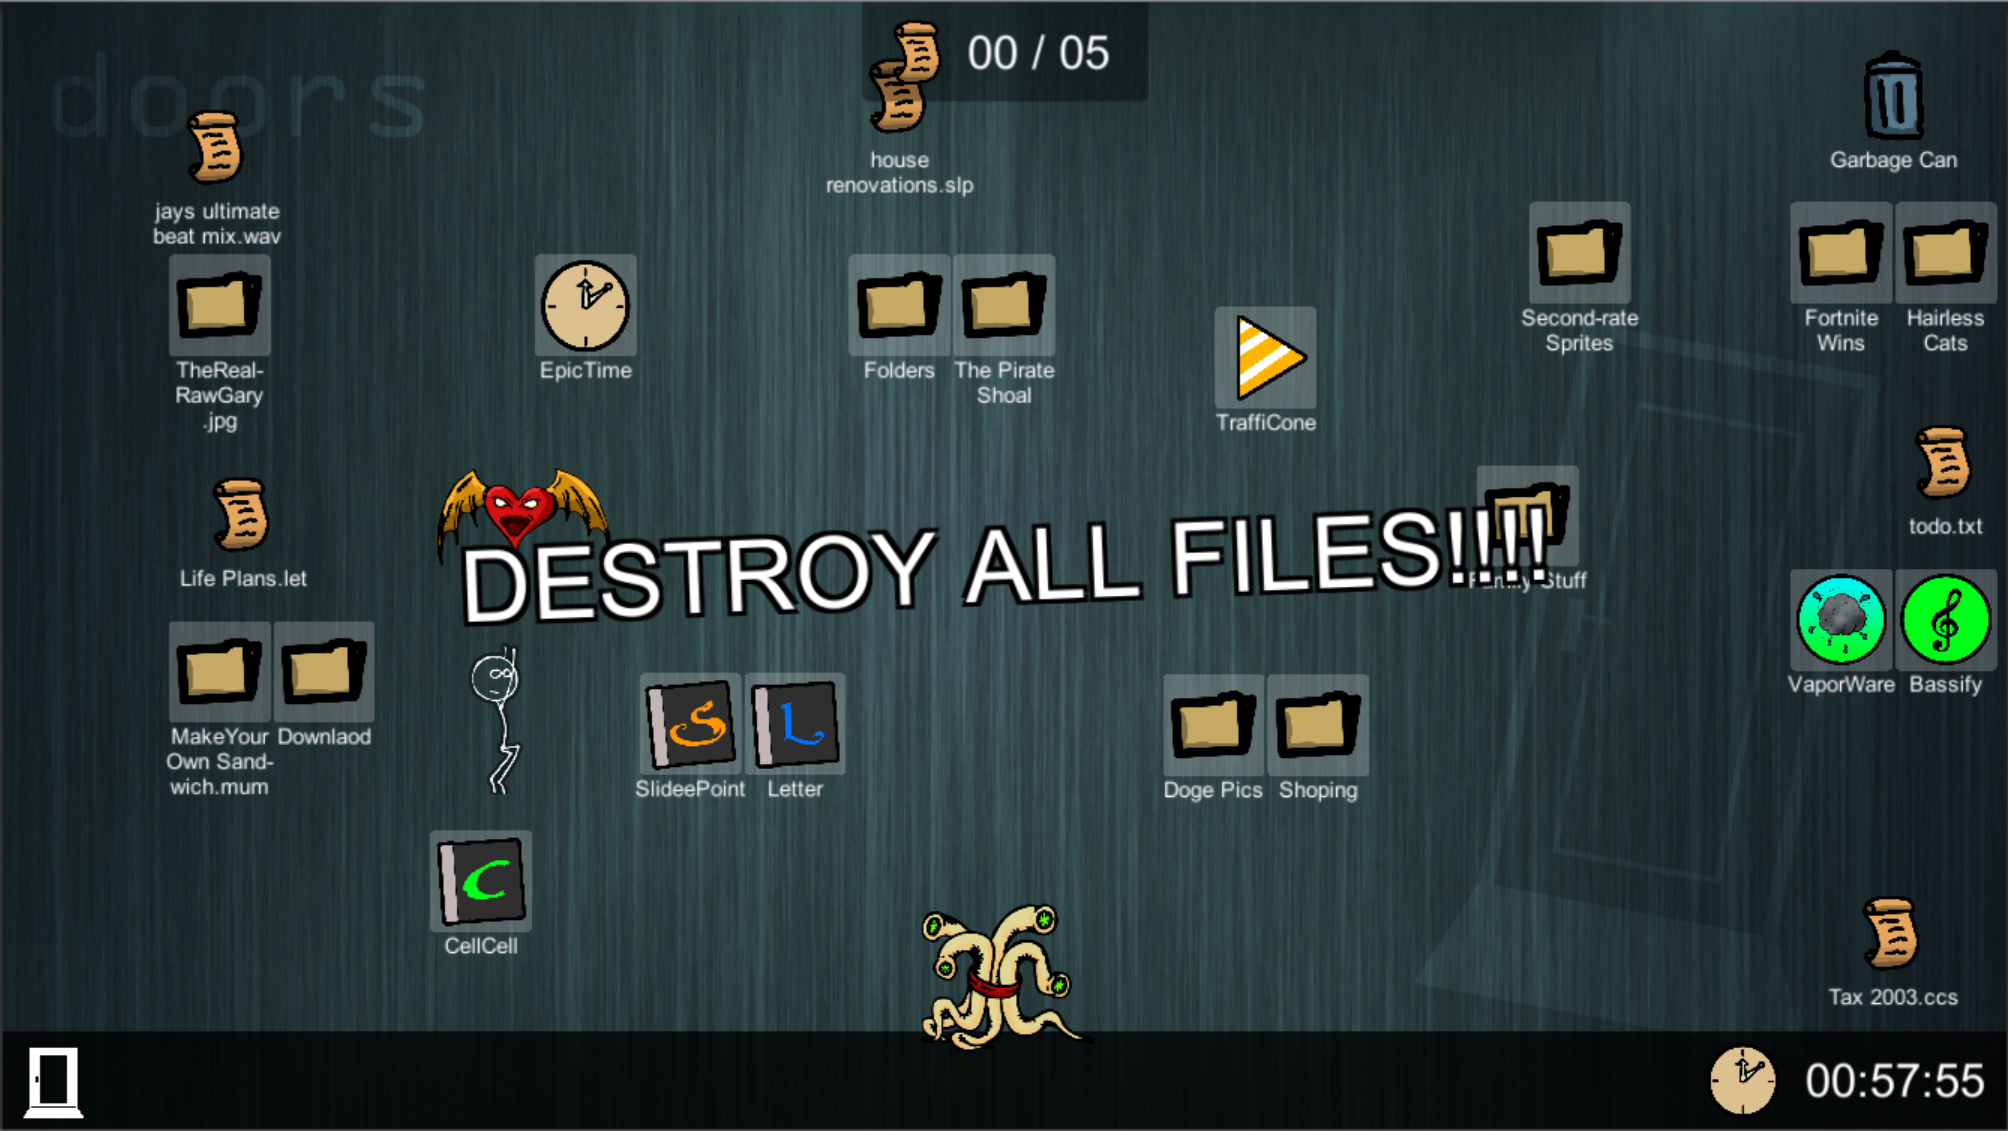 doors
00 / 05
house
renovations.slp
Garbage Can
jays ultimate
beat mix.wav
TheReal-
RawGary
.jpg
EpicTime
Folders
The Pirate
Shoal
TraffiCone
Second-rate
Sprites
Fortnite
Wins
Hairless
Cats
todo.txt
Life Plans.let
DESTROY ALL FILES!!!!
Family Stuff
MakeYour
Own Sand-
wich.mum
Downlaod
S
SlideePoint
L
Letter
Doge Pics
Shoping
VaporWare
Bassify
C
CellCell
Tax 2003.ccs
00:57:55